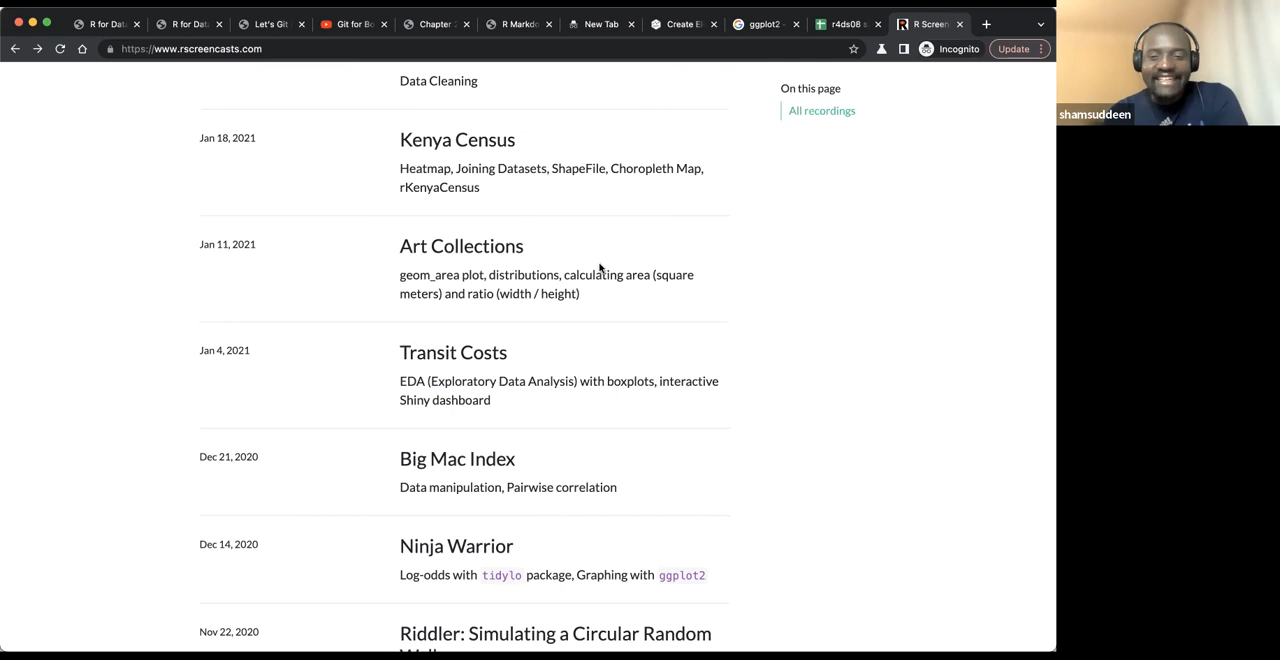 R for Dat
R for Dat
Let's Git
Git for Bo
Chapter
R Markdo
New Tab
Create El
ggplot2 -
r4ds08 s
R Screen
https://www.rscreencasts.com
Incognito
Update
shamsuddeen
Data Cleaning
On this page
All recordings
Jan 18, 2021
Kenya Census
Heatmap, Joining Datasets, ShapeFile, Choropleth Map,
rKenyaCensus
Jan 11, 2021
Art Collections
geom_area plot, distributions, calculating area (square
meters) and ratio (width / height)
Jan 4, 2021
Transit Costs
EDA (Exploratory Data Analysis) with boxplots, interactive
Shiny dashboard
Dec 21, 2020
Big Mac Index
Data manipulation, Pairwise correlation
Dec 14, 2020
Ninja Warrior
Log-odds with tidylo package, Graphing with ggplot2
Nov 22, 2020
Riddler: Simulating a Circular Random